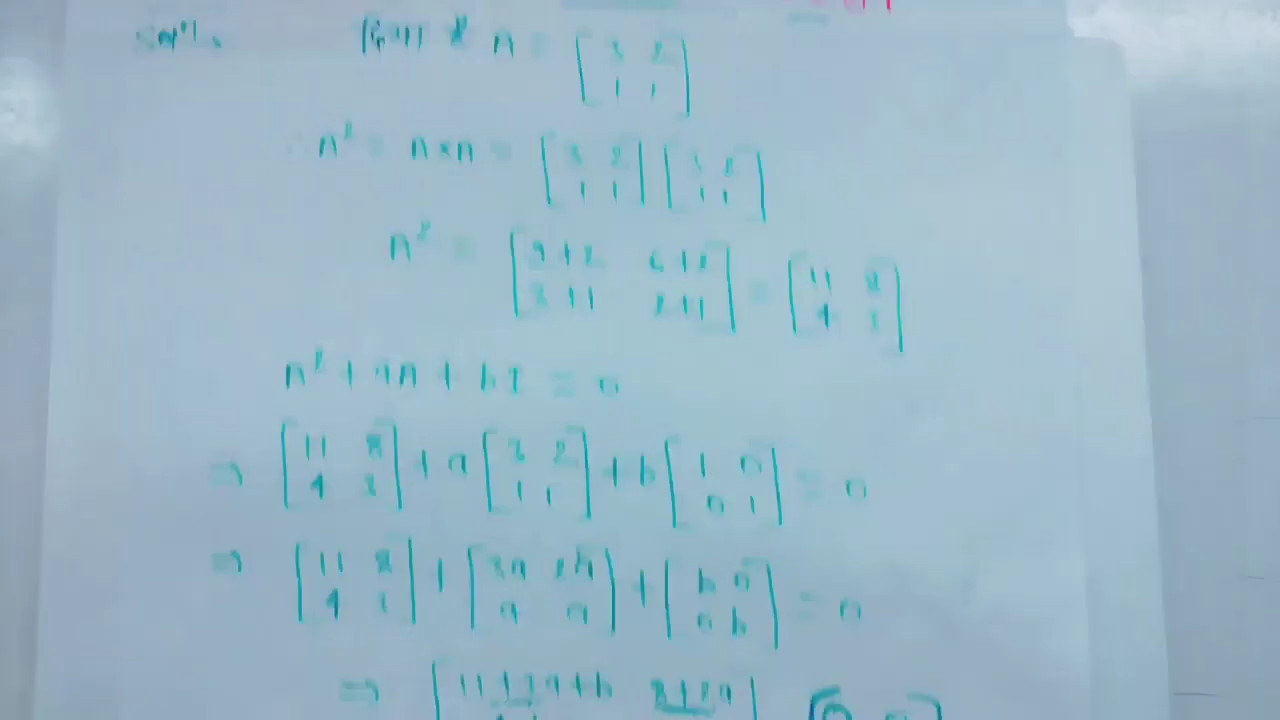 A = [3 2; 1 1]
∴ A² = A × A = [3 2; 1 1] [3 2; 1 1]
A² = [9+2 6+2; 3+1 2+1] = [11 8; 4 3]
A² + aA + bI = 0
⇒ [11 8; 4 3] + a [3 2; 1 1] + b [1 0; 0 1] = 0
⇒ [11 8; 4 3] + [3a 2a; a a] + [b 0; 0 b] = 0
⇒ [11+3a+b 8+2a